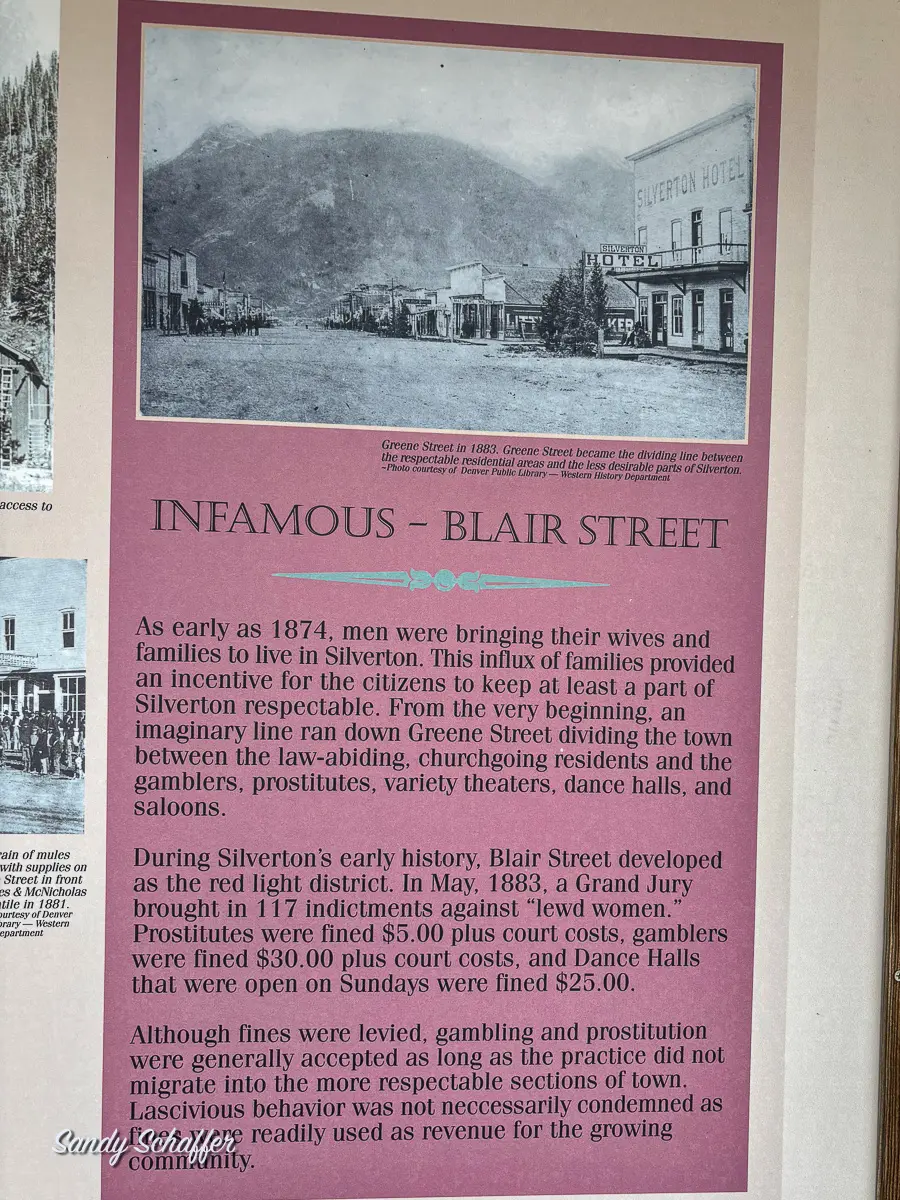 SILVERTON HOTEL
SILVERTON
HOTEL
Greene Street in 1883. Greene Street became the dividing line between
the respectable residential areas and the less desirable parts of Silverton.
~Photo courtesy of Denver Public Library — Western History Department
INFAMOUS – BLAIR STREET
As early as 1874, men were bringing their wives and
families to live in Silverton. This influx of families provided
an incentive for the citizens to keep at least a part of
Silverton respectable. From the very beginning, an
imaginary line ran down Greene Street dividing the town
between the law-abiding, churchgoing residents and the
gamblers, prostitutes, variety theaters, dance halls, and
saloons.
During Silverton's early history, Blair Street developed
as the red light district. In May, 1883, a Grand Jury
brought in 117 indictments against “lewd women.”
Prostitutes were fined $5.00 plus court costs, gamblers
were fined $30.00 plus court costs, and Dance Halls
that were open on Sundays were fined $25.00.
Although fines were levied, gambling and prostitution
were generally accepted as long as the practice did not
migrate into the more respectable sections of town.
Lascivious behavior was not neccessarily condemned as
fines were readily used as revenue for the growing
community.
access to
rain of mules
with supplies on
Street in front
es & McNicholas
tile in 1881.
ourtesy of Denver
brary — Western
epartment
Sandy Schaffer